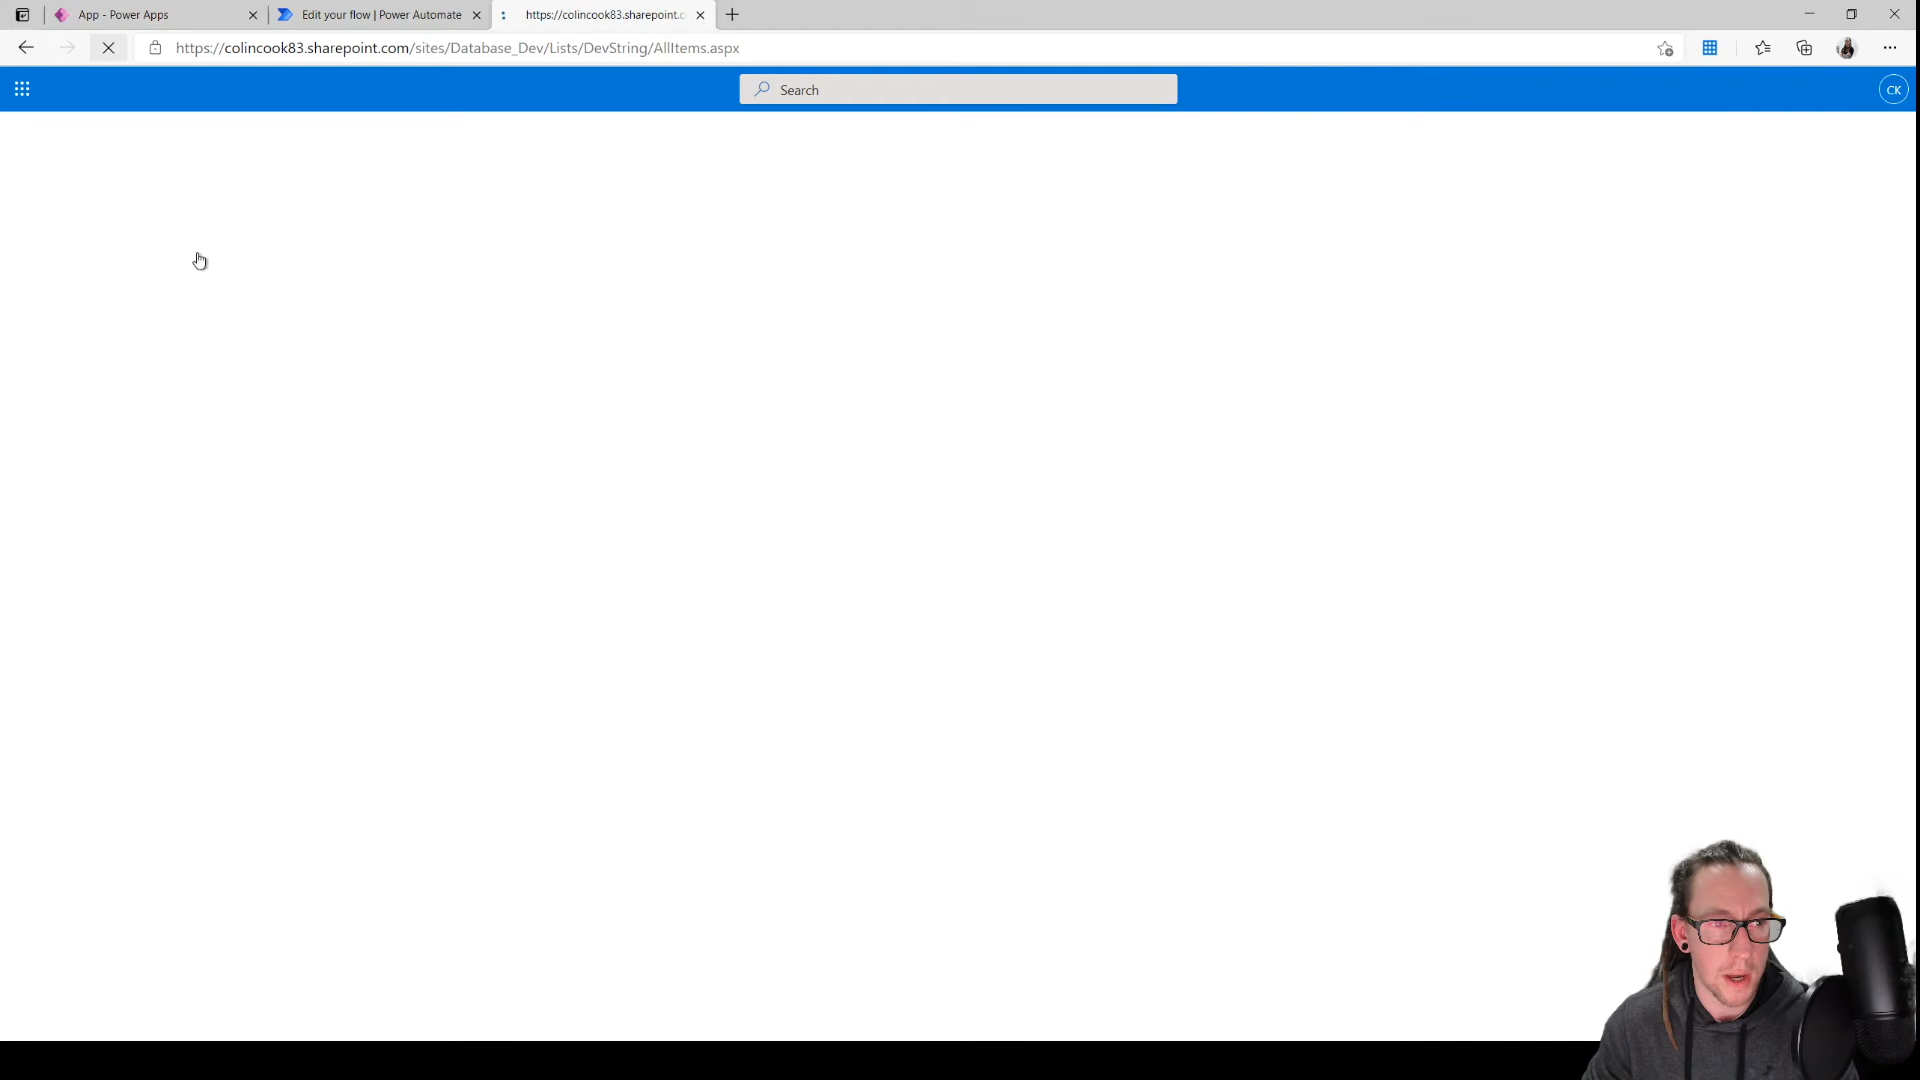 App - Power Apps
Edit your flow | Power Automate
https://colincook83.sharepoint.c
https://colincook83.sharepoint.com/sites/Database_Dev/Lists/DevString/AllItems.aspx
Search
CK